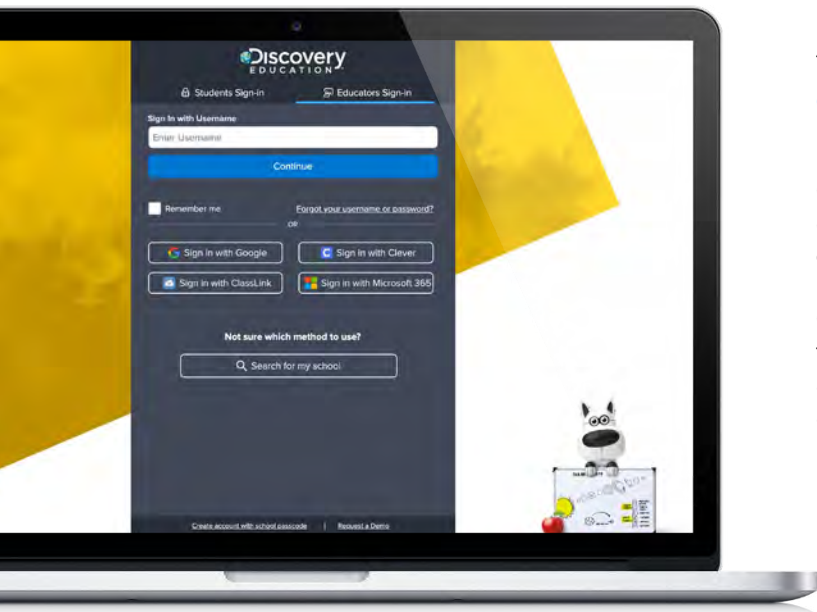 Discovery
EDUCATION
Students Sign-in
Educators Sign-in
Sign In with Username
Enter Username
Continue
Remember me
Forgot your username or password?
OR
Sign in with Google
Sign in with Clever
Sign in with ClassLink
Sign in with Microsoft 365
Not sure which method to use?
Search for my school
Create account with school passcode | Request a Demo